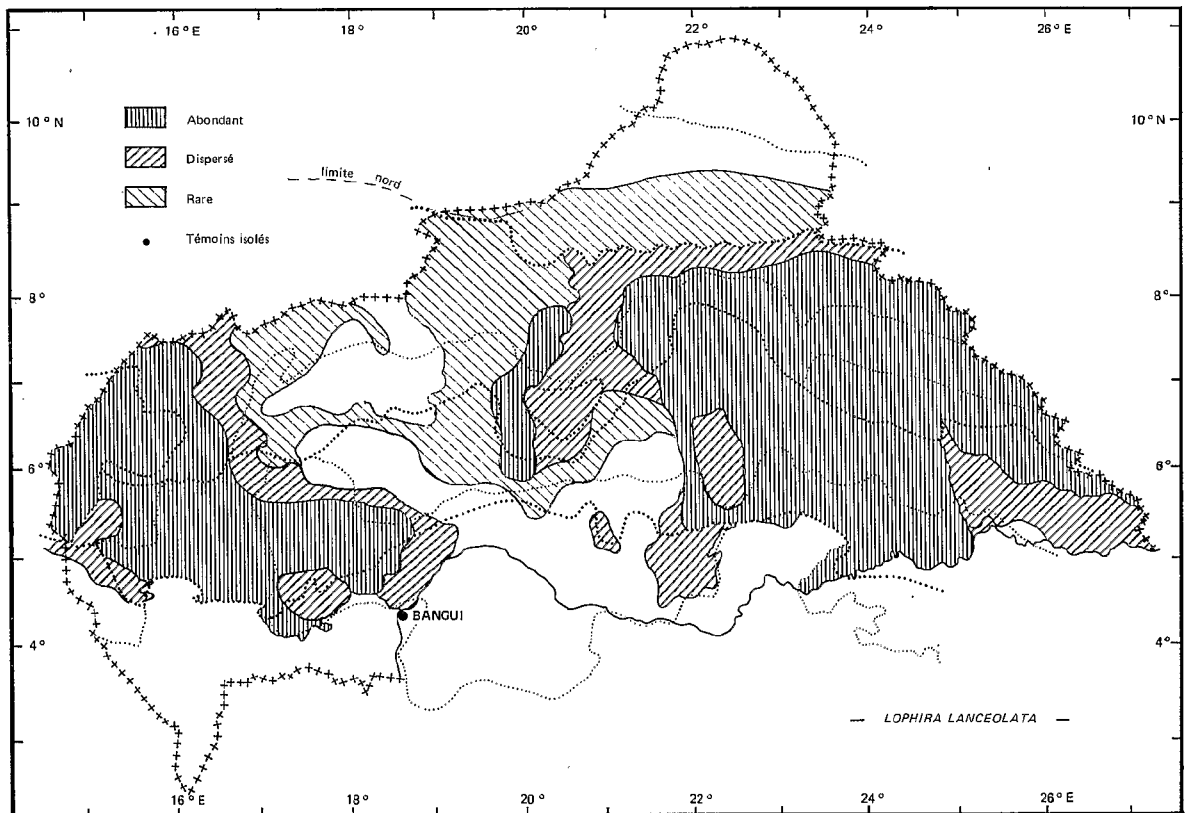 16° E 18° 20° 22° 24° 26° E
10° N
10° N
Abondant
Dispersé
Rare
Témoins isolés
limite nord
8°
8°
6°
6°
BANGUI
4°
4°
— LOPHIRA LANCEOLATA —
16° E 18° 20° 22° 24° 26° E